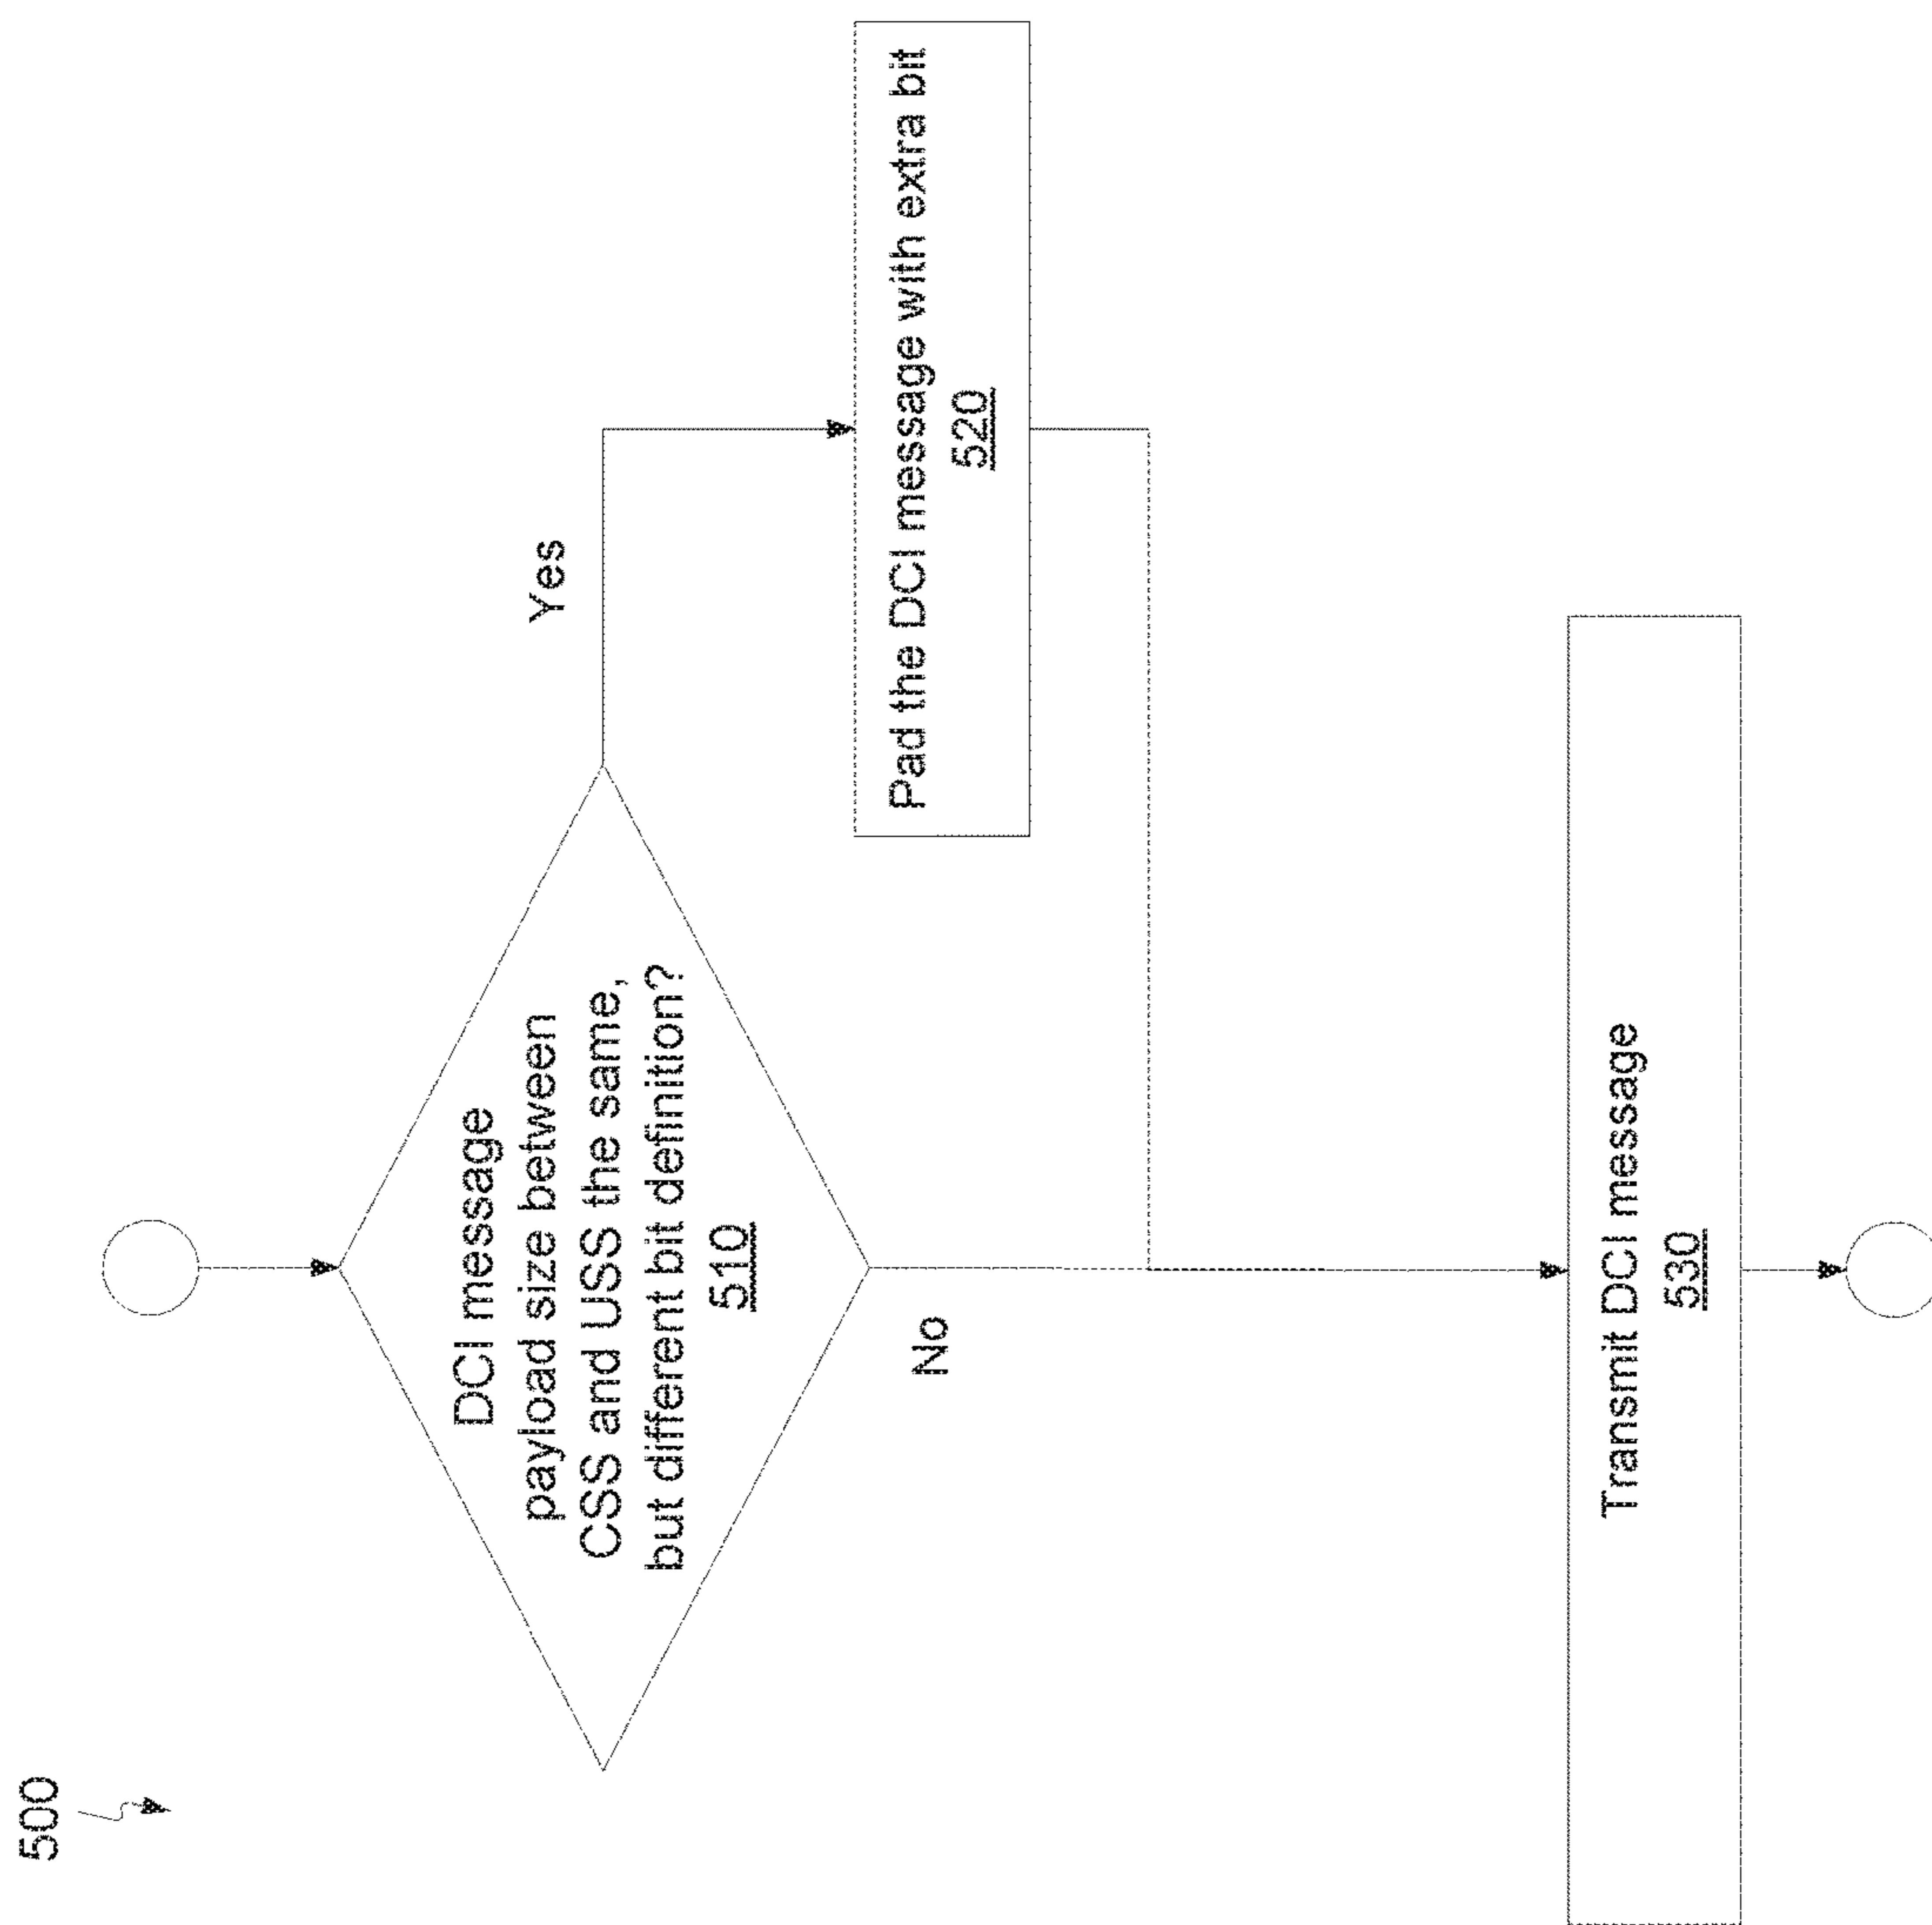 500
DCI message
payload size between
CSS and USS the same,
but different bit definition?
510
Yes
Pad the DCI message with extra bit
520
No
Transmit DCI message
530